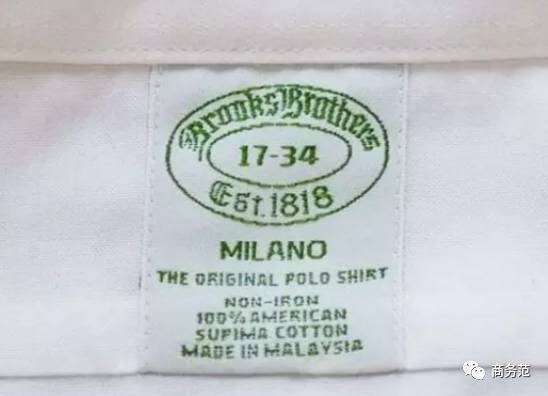 Brooks Brothers
17-34
Est. 1818
MILANO
THE ORIGINAL POLO SHIRT
NON-IRON
100% AMERICAN
SUPIMA COTTON
MADE IN MALAYSIA
商务范